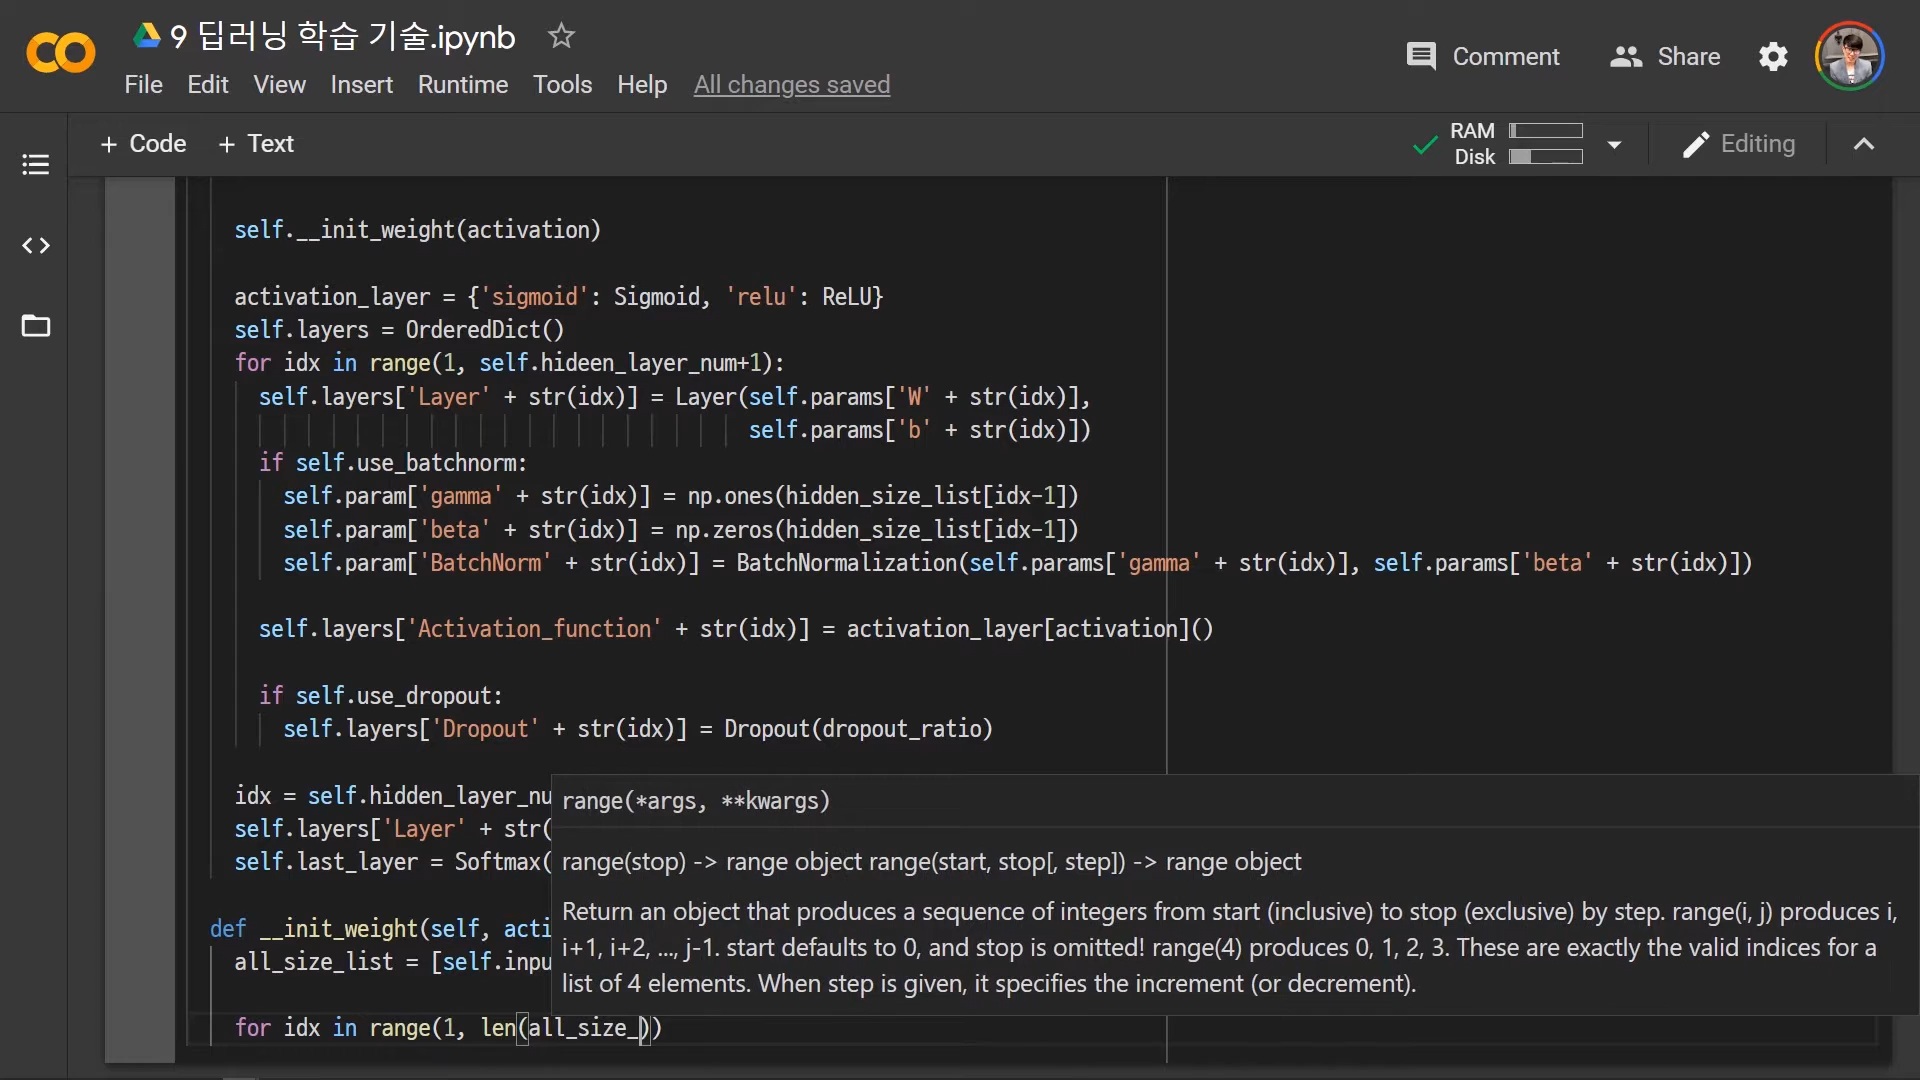 9 딥러닝 학습 기술.ipynb
Comment
Share
File Edit View Insert Runtime Tools Help All changes saved
+ Code + Text
RAM
Disk
Editing
self.__init_weight(activation)
activation_layer = {'sigmoid': Sigmoid, 'relu': ReLU}
self.layers = OrderedDict()
for idx in range(1, self.hideen_layer_num+1):
self.layers['Layer' + str(idx)] = Layer(self.params['W' + str(idx)],
self.params['b' + str(idx)])
if self.use_batchnorm:
self.param['gamma' + str(idx)] = np.ones(hidden_size_list[idx-1])
self.param['beta' + str(idx)] = np.zeros(hidden_size_list[idx-1])
self.param['BatchNorm' + str(idx)] = BatchNormalization(self.params['gamma' + str(idx)], self.params['beta' + str(idx)])
self.layers['Activation_function' + str(idx)] = activation_layer[activation]()
if self.use_dropout:
self.layers['Dropout' + str(idx)] = Dropout(dropout_ratio)
idx = self.hidden_layer_nu
self.layers['Layer' + str(
self.last_layer = Softmax(
range(*args, **kwargs)
range(stop) -> range object range(start, stop[, step]) -> range object
Return an object that produces a sequence of integers from start (inclusive) to stop (exclusive) by step. range(i, j) produces i,
i+1, i+2, ..., j-1. start defaults to 0, and stop is omitted! range(4) produces 0, 1, 2, 3. These are exactly the valid indices for a
list of 4 elements. When step is given, it specifies the increment (or decrement).
def __init_weight(self, acti
all_size_list = [self.inpu
for idx in range(1, len(all_size_))